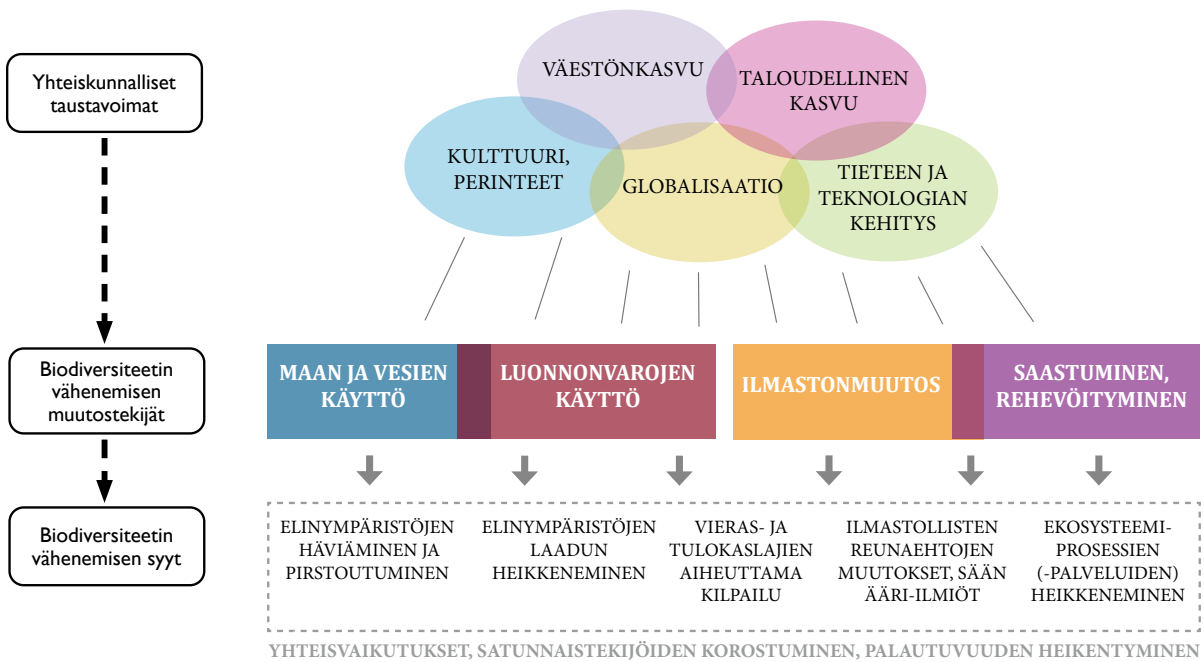 Yhteiskunnalliset
taustavoimat
VÄESTÖNKASVU
TALOUDELLINEN
KASVU
KULTTUURI,
PERINTEET
GLOBALISAATIO
TIETEEN JA
TEKNOLOGIAN
KEHITYS
Biodiversiteetin
vähenemisen
muutostekijät
MAAN JA VESIEN
KÄYTTÖ
LUONNONVAROJEN
KÄYTTÖ
ILMASTONMUUTOS
SAASTUMINEN,
REHEVÖITYMINEN
Biodiversiteetin
vähenemisen syyt
ELINYMPÄRISTÖJEN
HÄVIÄMINEN JA
PIRSTOUTUMINEN
ELINYMPÄRISTÖJEN
LAADUN
HEIKKENEMINEN
VIERAS- JA
TULOKASLAJIEN
AIHEUTTAMA
KILPAILU
ILMASTOLLISTEN
REUNAEHTOJEN
MUUTOKSET, SÄÄN
ÄÄRI-ILMIÖT
EKOSYSTEEMI-
PROSESSIEN
(-PALVELUIDEN)
HEIKKENEMINEN
YHTEISVAIKUTUKSET, SATUNNAISTEKIJÖIDEN KOROSTUMINEN, PALAUTUVUUDEN HEIKENTYMINEN